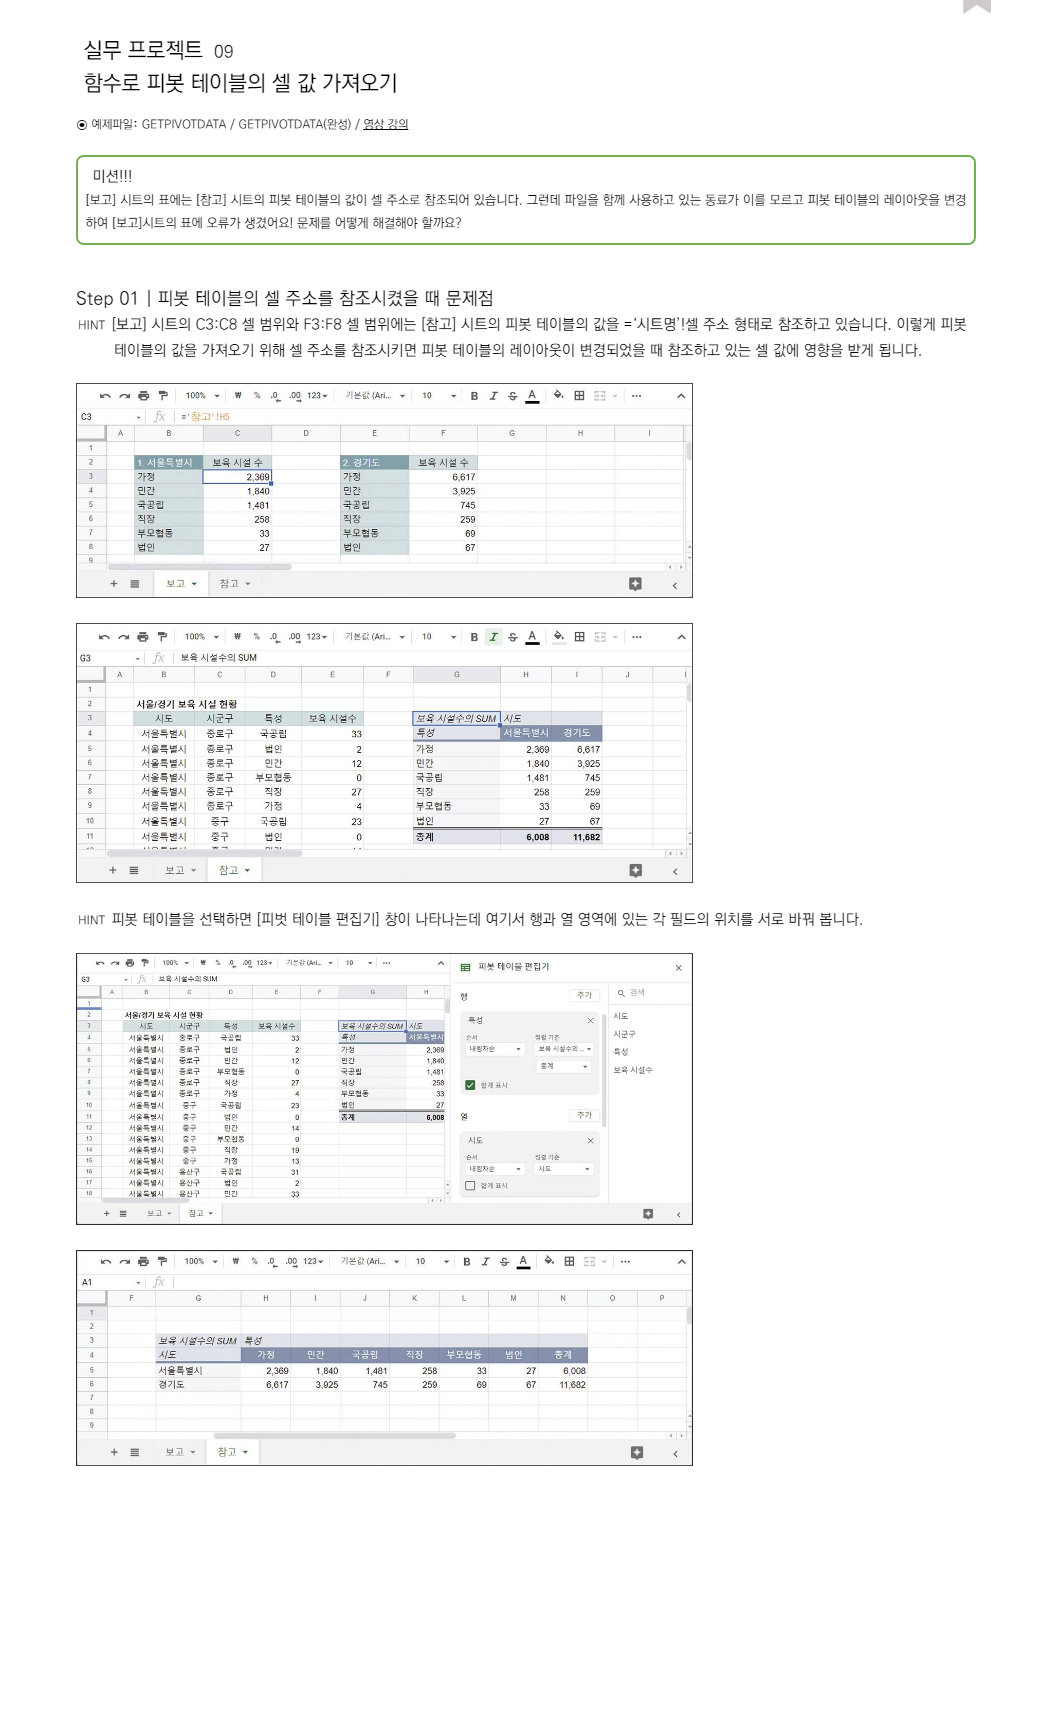 실무 프로젝트 09
함수로 피봇 테이블의 셀 값 가져오기
예제파일: GETPIVOTDATA / GETPIVOTDATA(완성) / 영상 강의
미션!!!
[보고] 시트의 표에는 [참고] 시트의 피봇 테이블의 값이 셀 주소로 참조되어 있습니다. 그런데 파일을 함께 사용하고 있는 동료가 이를 모르고 피봇 테이블의 레이아웃을 변경
하여 [보고]시트의 표에 오류가 생겼어요! 문제를 어떻게 해결해야 할까요?
Step 01 | 피봇 테이블의 셀 주소를 참조시켰을 때 문제점
HINT [보고] 시트의 C3:C8 셀 범위와 F3:F8 셀 범위에는 [참고] 시트의 피봇 테이블의 값을 =‘시트명’!셀 주소 형태로 참조하고 있습니다. 이렇게 피봇
테이블의 값을 가져오기 위해 셀 주소를 참조시키면 피봇 테이블의 레이아웃이 변경되었을 때 참조하고 있는 셀 값에 영향을 받게 됩니다.
100% ₩ % .0 .00 123 기본값 (Ari... 10 B I S A
C3 fx ='참고'!H5
A B C D E F G H I
1
2 1. 서울특별시 보육 시설 수 2. 경기도 보육 시설 수
3 가정 2,369 가정 6,617
4 민간 1,840 민간 3,925
5 국공립 1,481 국공립 745
6 직장 258 직장 259
7 부모협동 33 부모협동 69
8 법인 27 법인 67
9
보고 참고
100% ₩ % .0 .00 123 기본값 (Ari... 10 B I S A
G3 fx 보육 시설수의 SUM
A B C D E F G H I J
1
2 서울/경기 보육 시설 현황
3 시도 시군구 특성 보육 시설수 보육 시설수의 SUM 시도
4 서울특별시 종로구 국공립 33 특성 서울특별시 경기도
5 서울특별시 종로구 법인 2 가정 2,369 6,617
6 서울특별시 종로구 민간 12 민간 1,840 3,925
7 서울특별시 종로구 부모협동 0 국공립 1,481 745
8 서울특별시 종로구 직장 27 직장 258 259
9 서울특별시 종로구 가정 4 부모협동 33 69
10 서울특별시 중구 국공립 23 법인 27 67
11 서울특별시 중구 법인 0 총계 6,008 11,682
보고 참고
HINT 피봇 테이블을 선택하면 [피벗 테이블 편집기] 창이 나타나는데 여기서 행과 열 영역에 있는 각 필드의 위치를 서로 바꿔 봅니다.
100% ₩ % .0 .00 123 기본값 (Ari... 10
G3 fx 보육 시설수의 SUM
A B C D E F G H
1
2 서울/경기 보육 시설 현황
3 시도 시군구 특성 보육 시설수 보육 시설수의 SUM 시도
4 서울특별시 종로구 국공립 33 특성 서울특별시
5 서울특별시 종로구 법인 2 가정 2,369
6 서울특별시 종로구 민간 12 민간 1,840
7 서울특별시 종로구 부모협동 0 국공립 1,481
8 서울특별시 종로구 직장 27 직장 258
9 서울특별시 종로구 가정 4 부모협동 33
10 서울특별시 중구 국공립 23 법인 27
11 서울특별시 중구 법인 0 총계 6,008
12 서울특별시 중구 민간 14
13 서울특별시 중구 부모협동 0
14 서울특별시 중구 직장 19
15 서울특별시 중구 가정 13
16 서울특별시 용산구 국공립 31
17 서울특별시 용산구 법인 2
18 서울특별시 용산구 민간 33
보고 참고
피봇 테이블 편집기
행 추가
특성
순서 정렬 기준
내림차순 보육 시설수의 ...
총계
합계 표시
열 추가
시도
순서 정렬 기준
내림차순 시도
합계 표시
검색
시도
시군구
특성
보육 시설수
100% ₩ % .0 .00 123 기본값 (Ari... 10 B I S A
A1 fx
F G H I J K L M N O P
1
2
3 보육 시설수의 SUM 특성
4 시도 가정 민간 국공립 직장 부모협동 법인 총계
5 서울특별시 2,369 1,840 1,481 258 33 27 6,008
6 경기도 6,617 3,925 745 259 69 67 11,682
7
8
9
보고 참고